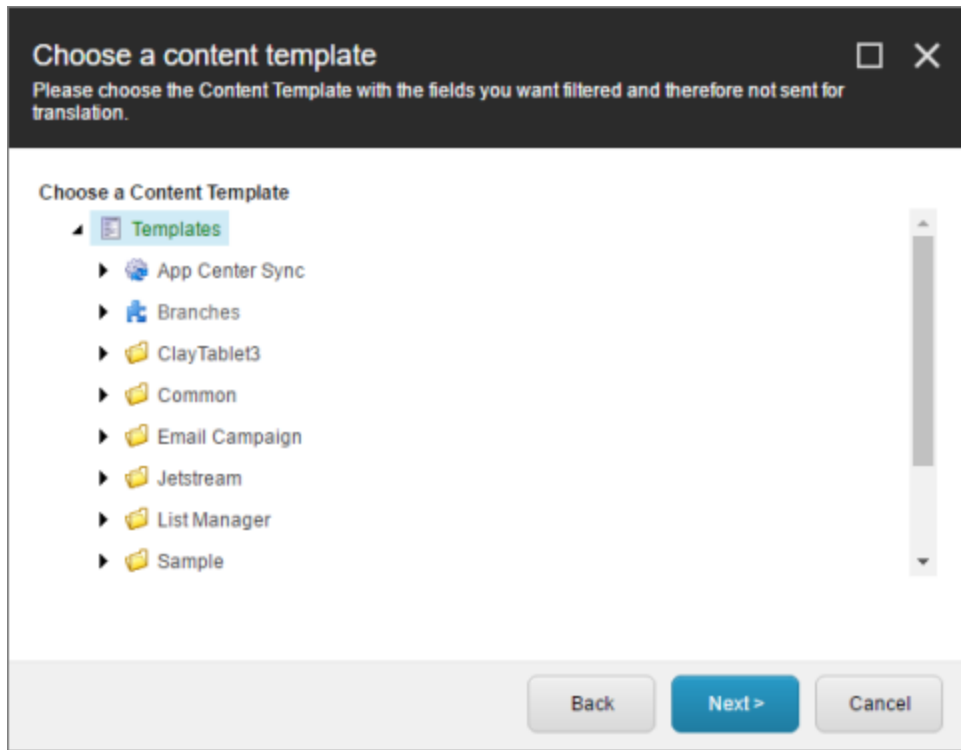 Choose a content template
Please choose the Content Template with the fields you want filtered and therefore not sent for
translation.
Choose a Content Template
Templates
App Center Sync
Branches
ClayTablet3
Common
Email Campaign
Jetstream
List Manager
Sample
Back
Next >
Cancel